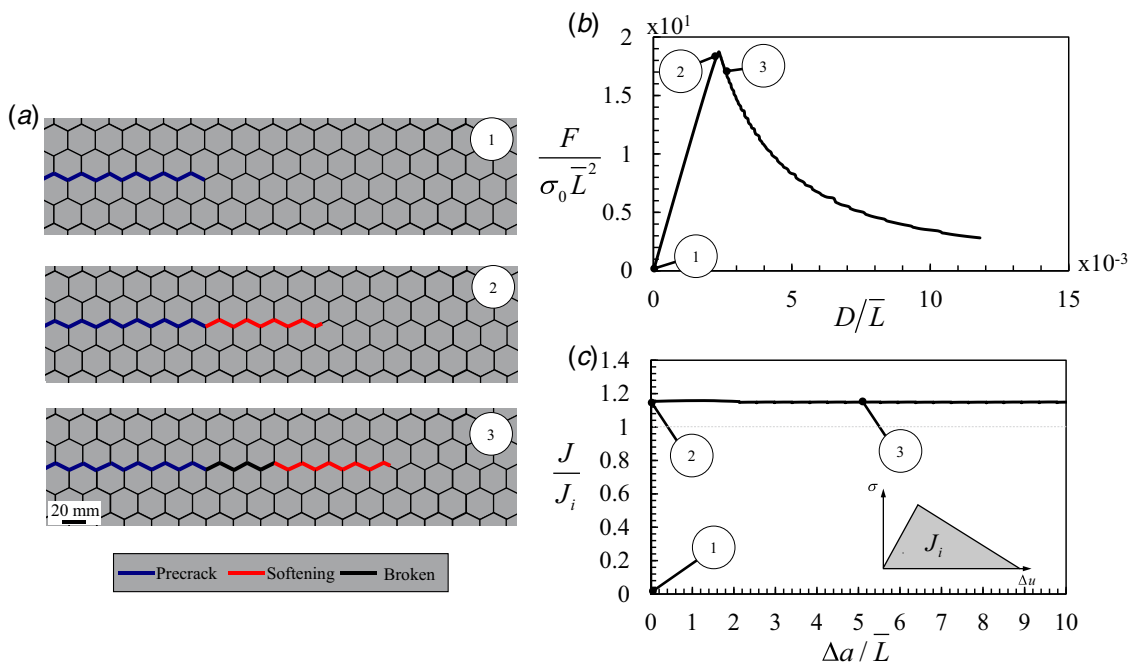 (a)
1
2
3
20 mm
Precrack Softening Broken
(b)
x10¹
2
1.5
1
0.5
0
F / σ₀ L̅²
2
3
1
0 5 10 15
x10⁻³
D/L̅
(c)
1.4
1.2
1
0.8
0.6
0.4
0.2
0
J / Jᵢ
2
3
1
σ
Jᵢ
Δu
0 1 2 3 4 5 6 7 8 9 10
Δa / L̅